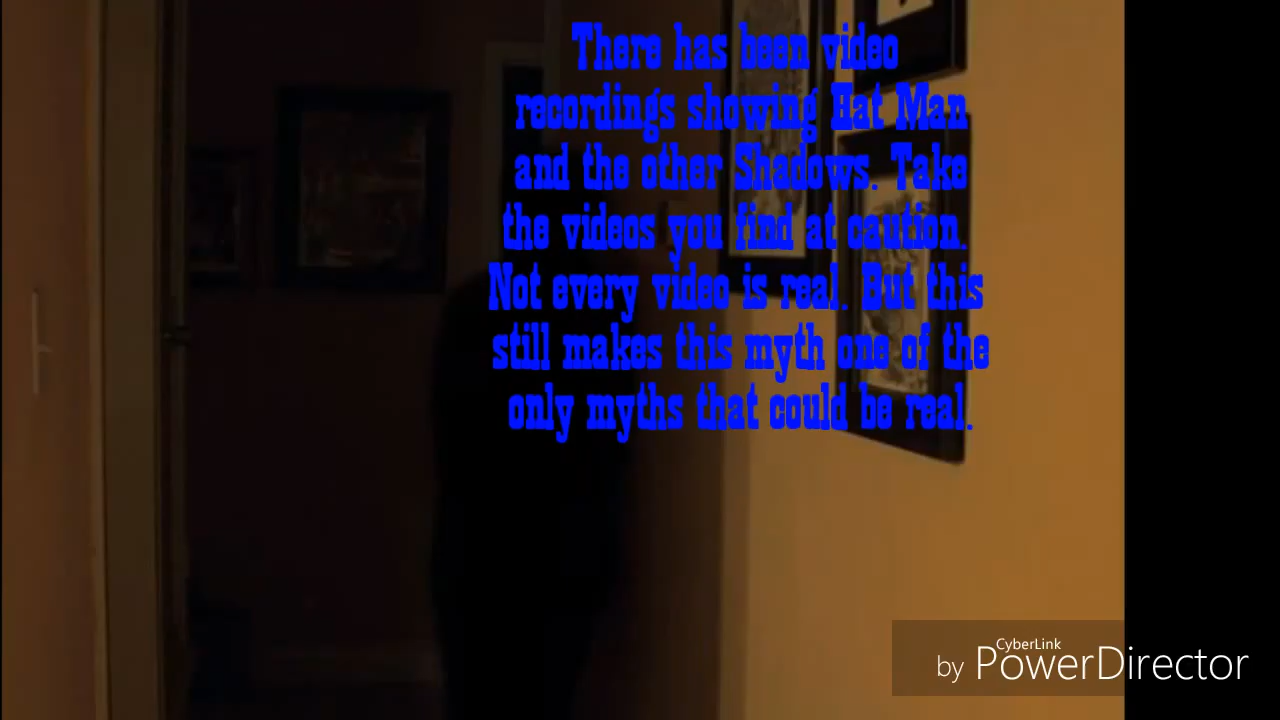 There has been video
recordings showing Hat Man
and the other Shadows. Take
the videos you find at caution.
Not every video is real. But this
still makes this myth one of the
only myths that could be real.
CyberLink
by PowerDirector